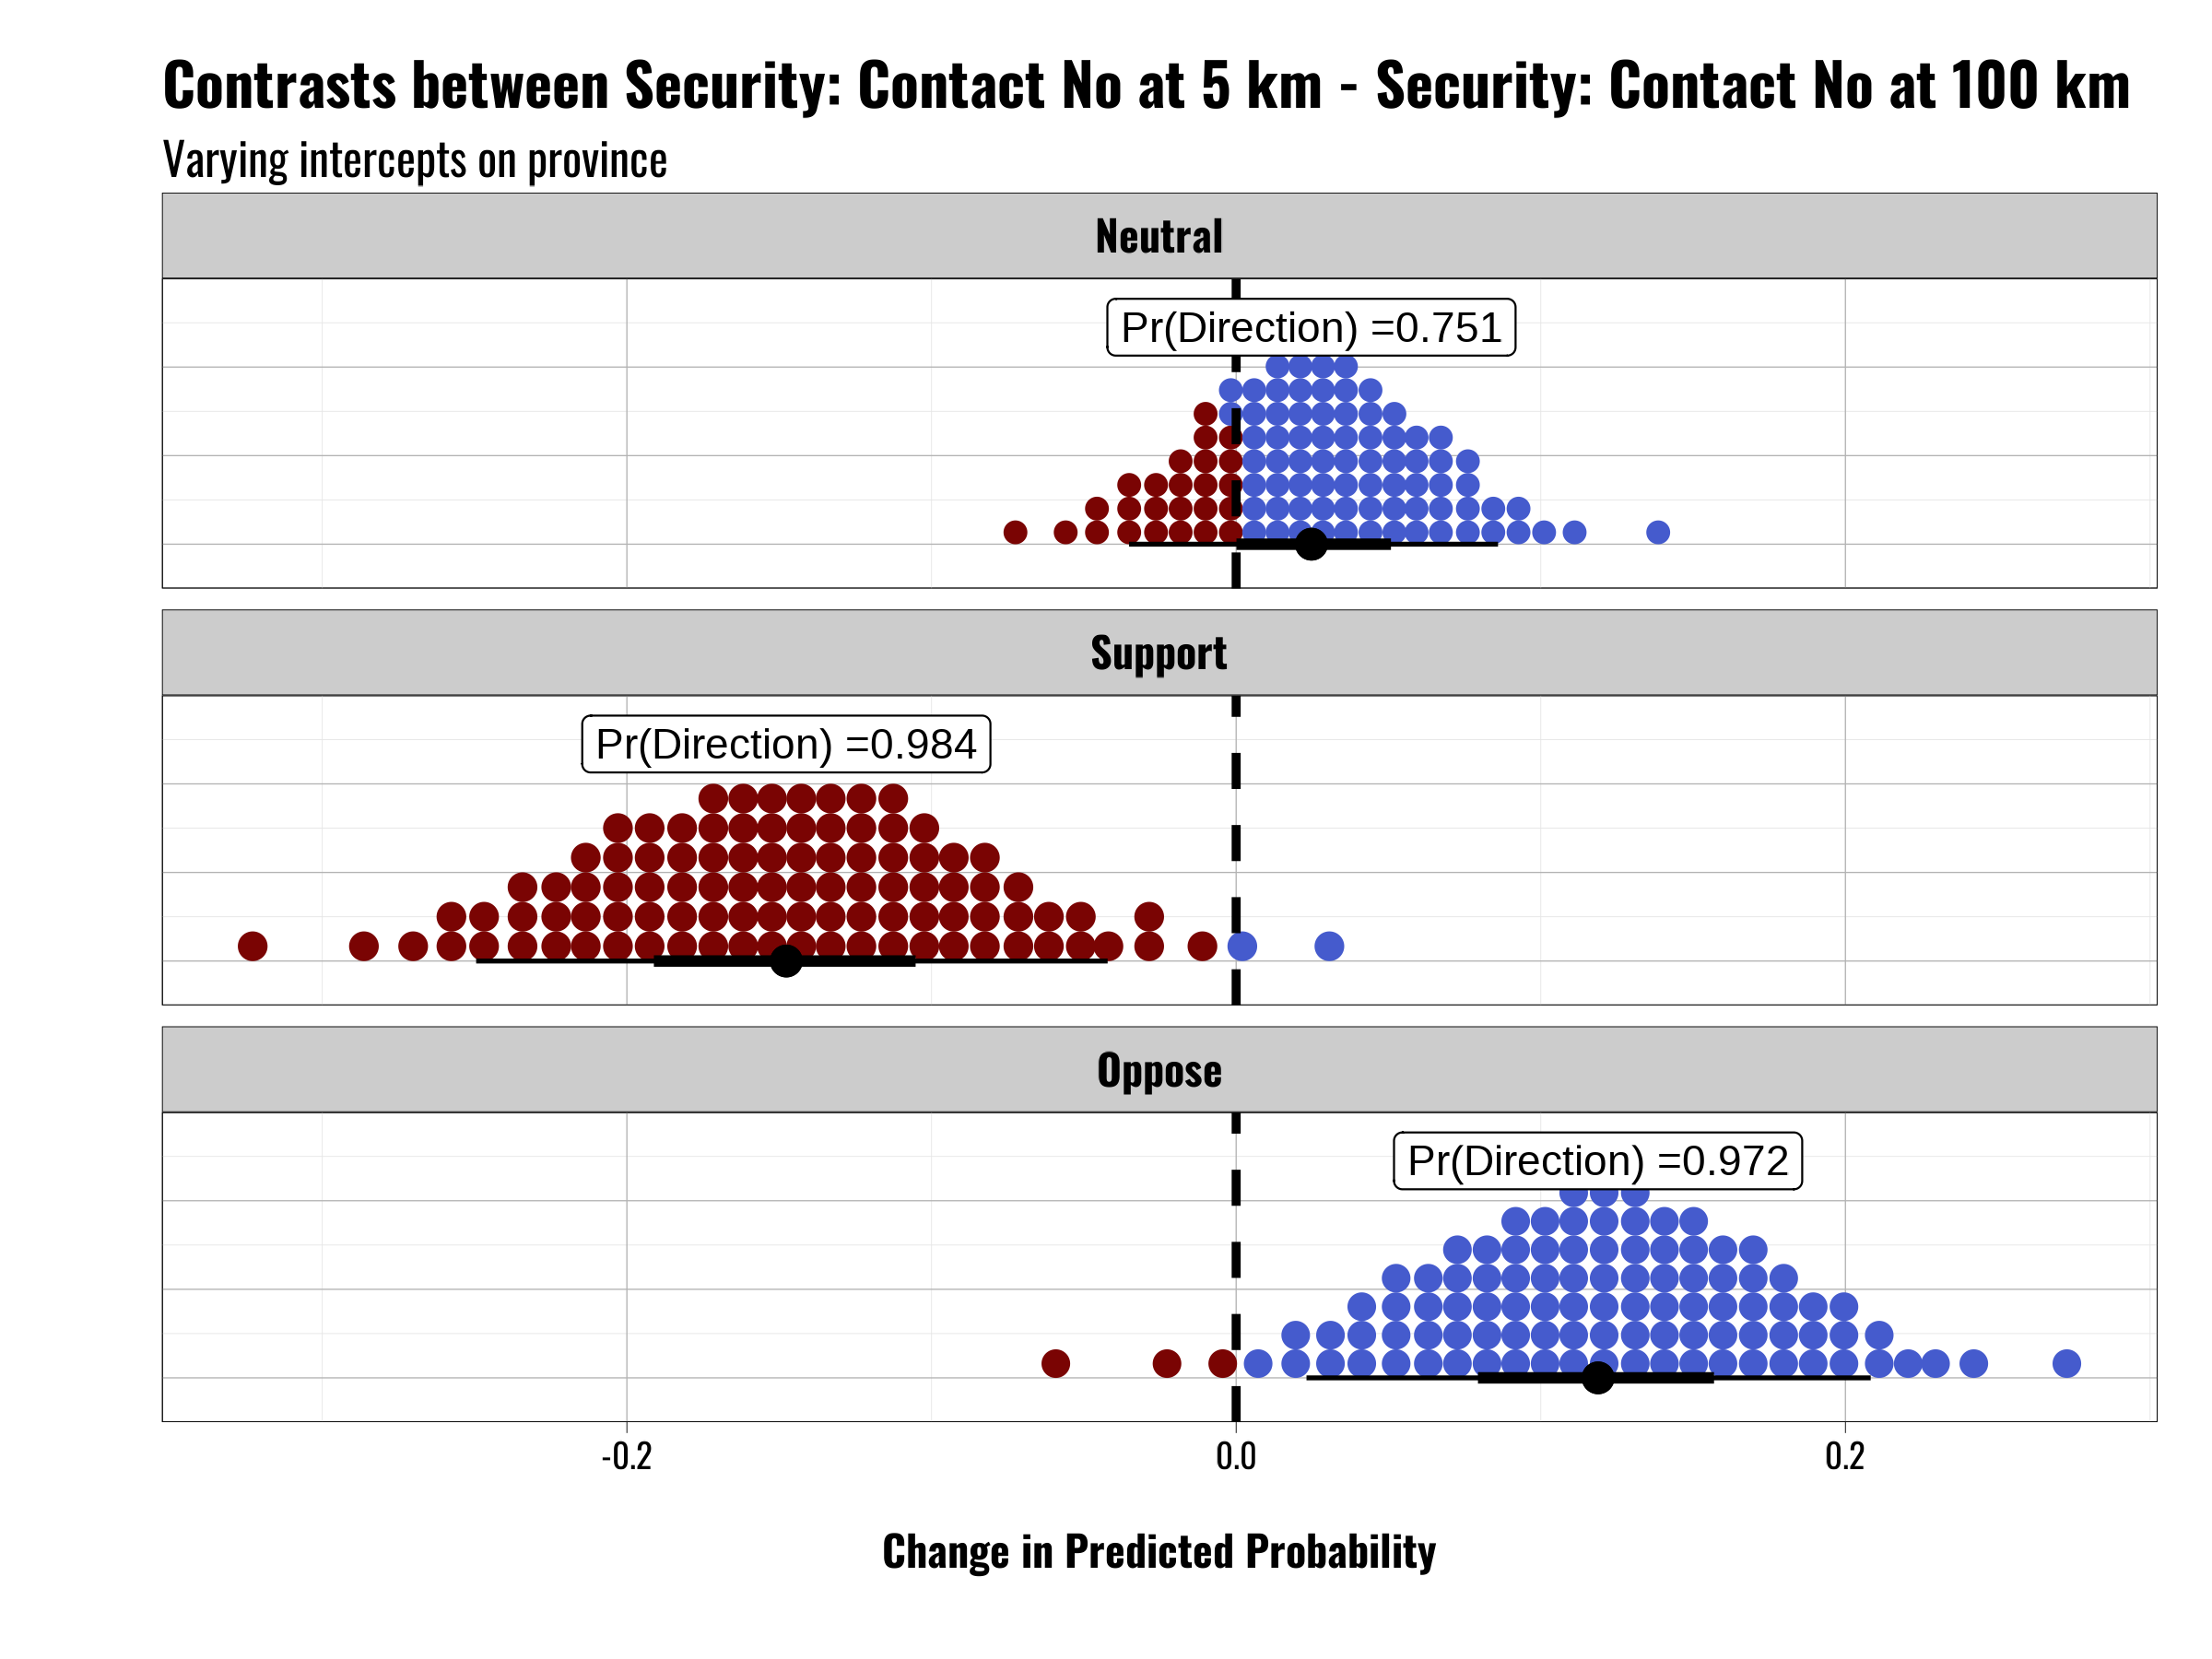 Contrasts between Security: Contact No at 5 km - Security: Contact No at 100 km
Varying intercepts on province
Neutral
Pr(Direction) =0.751
Support
Pr(Direction) =0.984
Oppose
Pr(Direction) =0.972
-0.2 0.0 0.2
Change in Predicted Probability